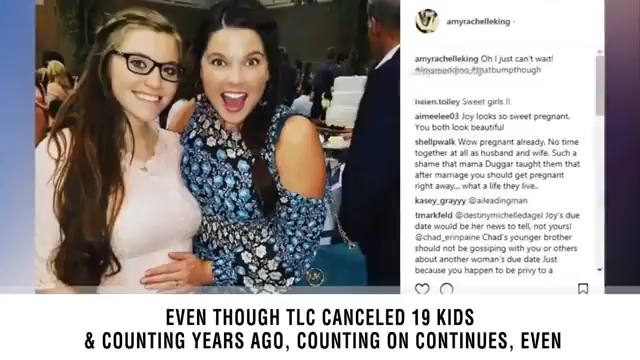 amyrachelleking ·
amyrachelleking Oh I just can't wait!
helen.tolley Sweet girls !!
aimeelee03 Joy looks so sweet pregnant.
You both look beautiful
shellpwalk Wow pregnant already. No time
together at all as husband and wife. Such a
shame that mama Duggar taught them that
after marriage you should get pregnant
right away... what a life they live..
kasey_grayyy @aileadingman
tmarkfeld @destinymichelledagel Joy's due
date would be her news to tell, not yours!
@chad_erinpaine Chad's younger brother
should not be gossiping with you or others
about another woman's due date Just
because you happen to be privy to a
EVEN THOUGH TLC CANCELED 19 KIDS
& COUNTING YEARS AGO, COUNTING ON CONTINUES, EVEN